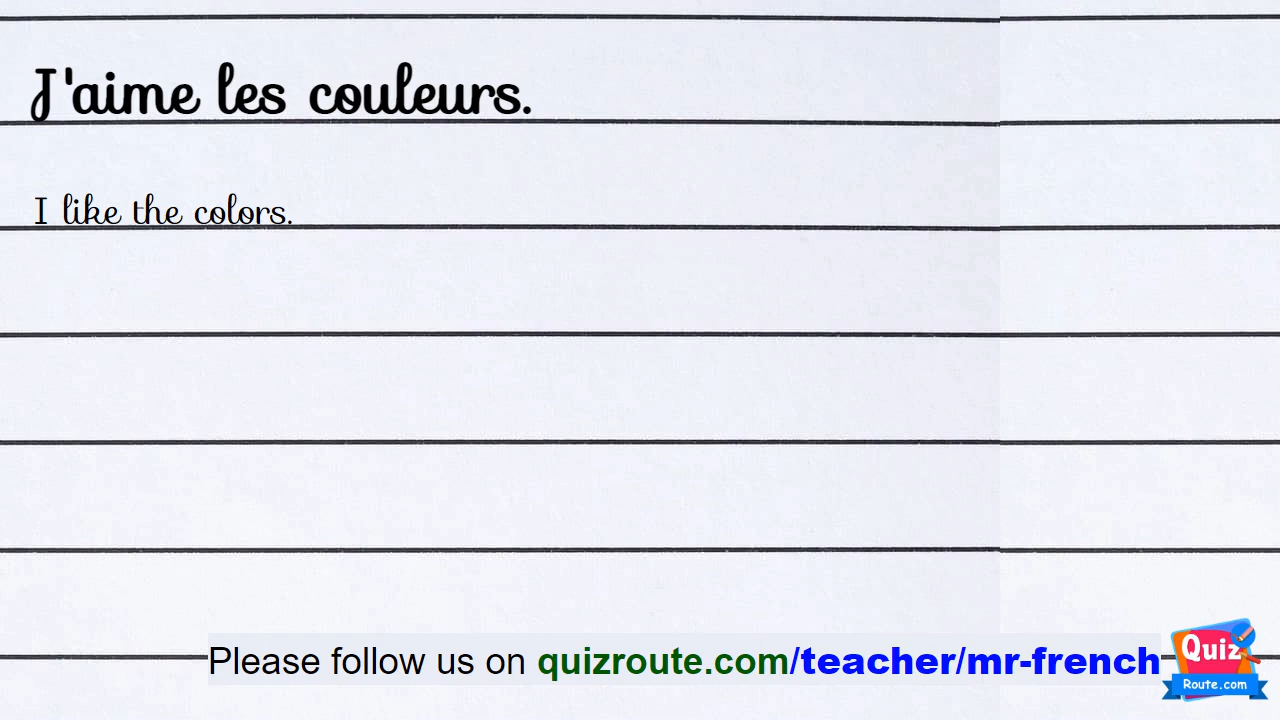 J'aime les couleurs.
I like the colors.
Please follow us on quizroute.com/teacher/mr-french
Quiz
Route.com